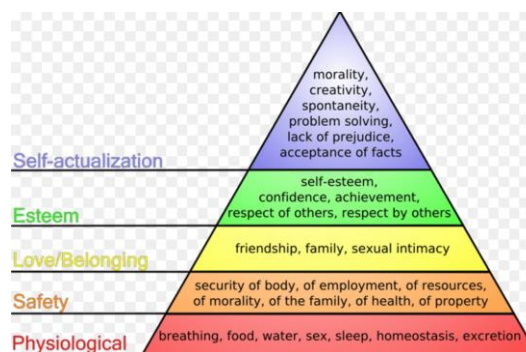 morality,
creativity,
spontaneity,
problem solving,
lack of prejudice,
acceptance of facts
Self-actualization
self-esteem,
confidence, achievement,
respect of others, respect by others
Esteem
friendship, family, sexual intimacy
Love/Belonging
security of body, of employment, of resources,
of morality, of the family, of health, of property
Safety
breathing, food, water, sex, sleep, homeostasis, excretion
Physiological